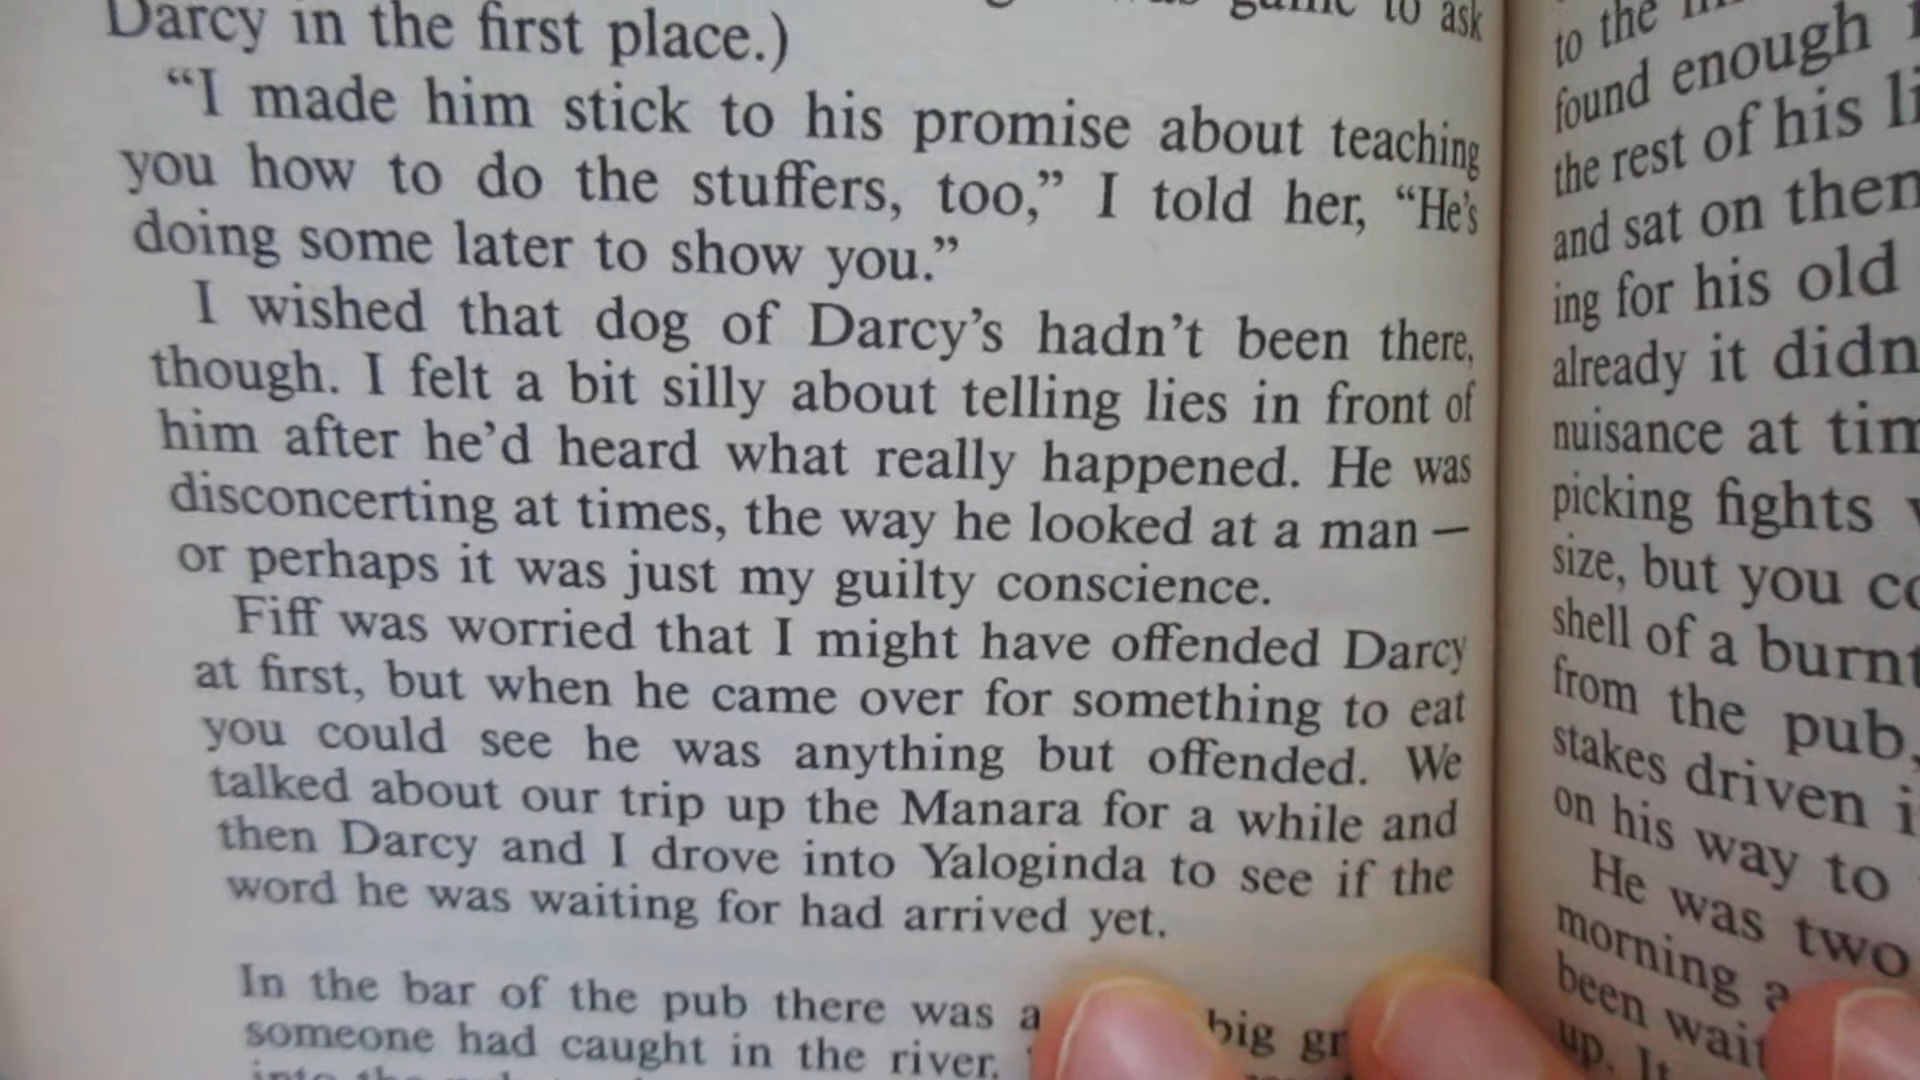 to ask
Darcy in the first place.)
“I made him stick to his promise about teaching
you how to do the stuffers, too,” I told her, “He’s
doing some later to show you.”
I wished that dog of Darcy’s hadn’t been there,
though. I felt a bit silly about telling lies in front of
him after he’d heard what really happened. He was
disconcerting at times, the way he looked at a man —
or perhaps it was just my guilty conscience.
Fiff was worried that I might have offended Darcy
at first, but when he came over for something to eat
you could see he was anything but offended. We
talked about our trip up the Manara for a while and
then Darcy and I drove into Yaloginda to see if the
word he was waiting for had arrived yet.
In the bar of the pub there was a big
someone had caught in the river.
to the
found enough
the rest of his
and sat on
ing for his old
already it
nuisance at
picking fights
size, but you
shell of a
from the pub,
stakes driven
on his way to
He was two
morning
been
up. It